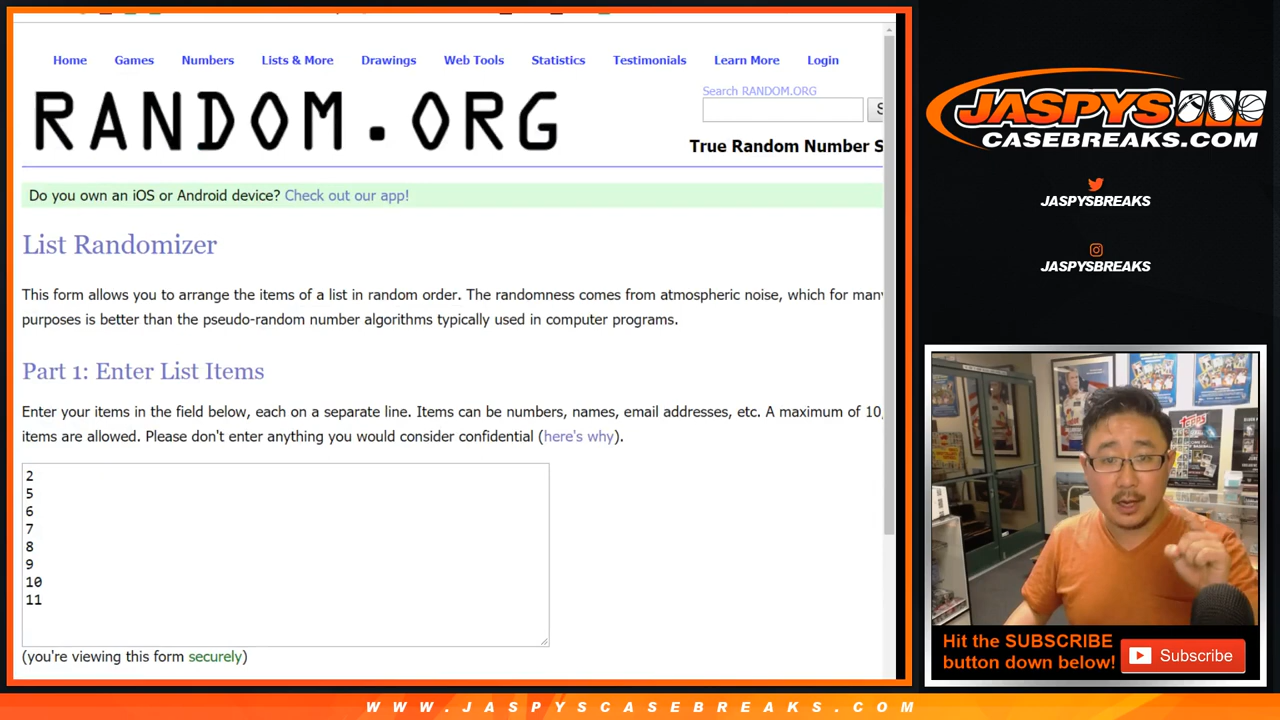 Home Games Numbers Lists & More Drawings Web Tools Statistics Testimonials Learn More Login
Search RANDOM.ORG
RANDOM.ORG
True Random Number S
Do you own an iOS or Android device? Check out our app!
List Randomizer
This form allows you to arrange the items of a list in random order. The randomness comes from atmospheric noise, which for many
purposes is better than the pseudo-random number algorithms typically used in computer programs.
Part 1: Enter List Items
Enter your items in the field below, each on a separate line. Items can be numbers, names, email addresses, etc. A maximum of 10,
items are allowed. Please don't enter anything you would consider confidential (here's why).
2
5
6
7
8
9
10
11
(you're viewing this form securely)
JASPYS
CASEBREAKS.COM
JASPYSBREAKS
JASPYSBREAKS
Topps
Hit the SUBSCRIBE
button down below!
Subscribe
WWW.JASPYSCASEBREAKS.COM